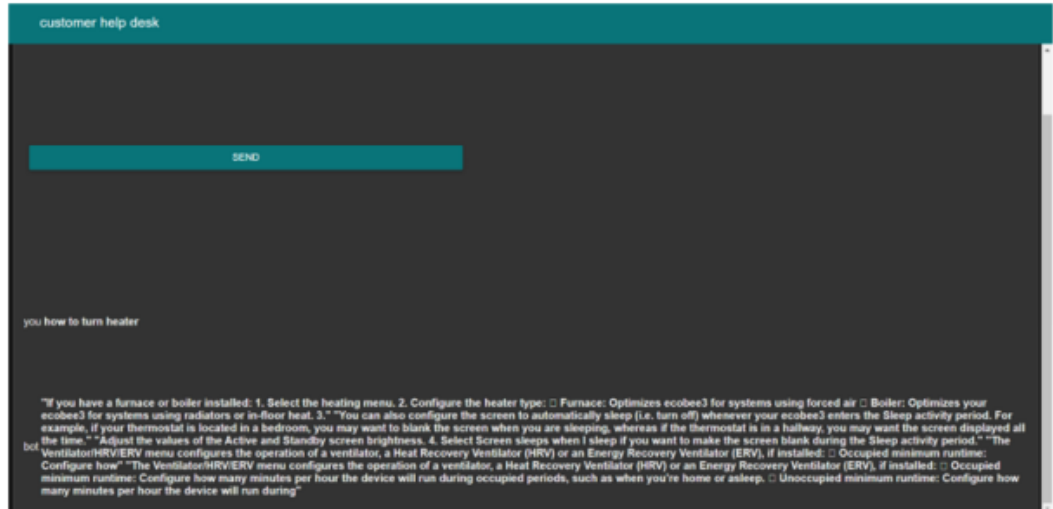 customer help desk
SEND
you how to turn heater
"If you have a furnace or boiler installed: 1. Select the heating menu. 2. Configure the heater type: □ Furnace: Optimizes ecobee3 for systems using forced air □ Boiler: Optimizes your
ecobee3 for systems using radiators or in-floor heat. 3." "You can also configure the screen to automatically sleep (i.e. turn off) whenever your ecobee3 enters the Sleep activity period. For
example, if your thermostat is located in a bedroom, you may want to blank the screen when you are sleeping, whereas if the thermostat is in a hallway, you may want the screen displayed all
bot the time." "Adjust the values of the Active and Standby screen brightness. 4. Select Screen sleeps when I sleep if you want to make the screen blank during the Sleep activity period." "The
Ventilator/HRV/ERV menu configures the operation of a ventilator, a Heat Recovery Ventilator (HRV) or an Energy Recovery Ventilator (ERV), if installed: □ Occupied minimum runtime:
Configure how" "The Ventilator/HRV/ERV menu configures the operation of a ventilator, a Heat Recovery Ventilator (HRV) or an Energy Recovery Ventilator (ERV), if installed: □ Occupied
minimum runtime: Configure how many minutes per hour the device will run during occupied periods, such as when you're home or asleep. □ Unoccupied minimum runtime: Configure how
many minutes per hour the device will run during"